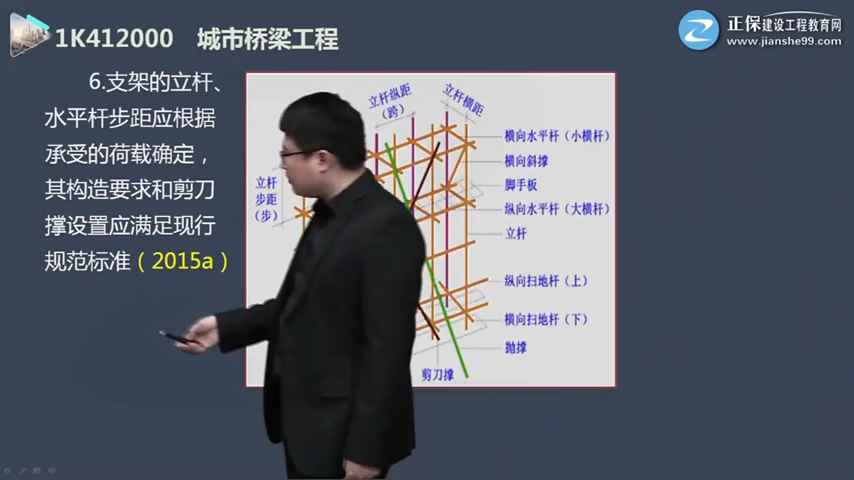 1K412000 城市桥梁工程
正保建设工程教育网
www.jianshe99.com
6.支架的立杆、
水平杆步距应根据
承受的荷载确定，
其构造要求和剪刀
撑设置应满足现行
规范标准（2015a）
立杆纵距
（跨）
立杆横距
立杆
步距
（步）
横向水平杆（小横杆）
横向斜撑
脚手板
纵向水平杆（大横杆）
立杆
纵向扫地杆（上）
横向扫地杆（下）
抛撑
剪刀撑